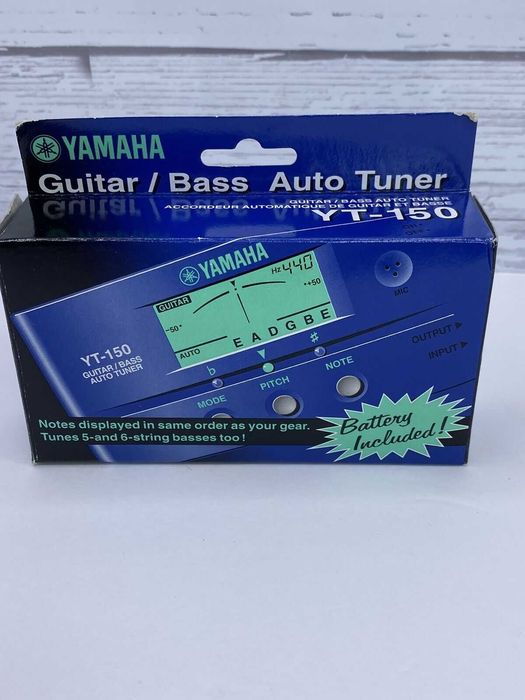 YAMAHA
Guitar / Bass Auto Tuner
GUITAR / BASS AUTO TUNER
ACCORDEUR AUTOMATIQUE DE GUITAR ET BASSE
YT-150
YAMAHA
GUITAR
Hz 440
-50°
°+50
MIC
AUTO
E A D G B E
YT-150
GUITAR / BASS
AUTO TUNER
b
♯
MODE
PITCH
NOTE
OUTPUT ►
INPUT ►
Notes displayed in same order as your gear.
Tunes 5-and 6-string basses too !
Battery
Included !